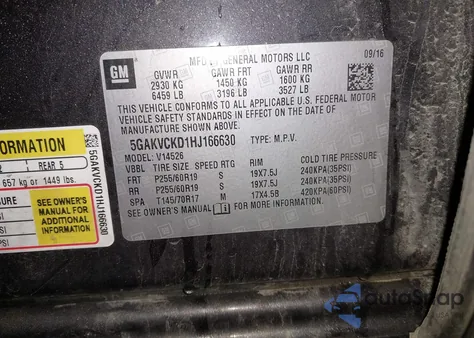 GM
MFD BY GENERAL MOTORS LLC
09/16
GVWR GAWR FRT GAWR RR
2930 KG 1450 KG 1600 KG
6459 LB 3196 LB 3527 LB
THIS VEHICLE CONFORMS TO ALL APPLICABLE U.S. FEDERAL MOTOR
VEHICLE SAFETY STANDARDS IN EFFECT ON THE DATE OF
MANUFACTURE SHOWN ABOVE.
5GAKVCKD1HJ166630 TYPE: M.P.V.
MODEL: V14526
VBBL TIRE SIZE SPEED RTG RIM COLD TIRE PRESSURE
FRT P255/60R19 S 19X7.5J 240KPA(35PSI)
RR P255/60R19 S 19X7.5J 240KPA(35PSI)
SPA T145/70R17 M 17X4.5B 420KPA(60PSI)
SEE OWNER'S MANUAL FOR MORE INFORMATION.
FORMATION
REAR 5
657 kg or 1449 lbs.
SEE OWNER'S
MANUAL FOR
ADDITIONAL
INFORMATION
5GAKVCKD1HJ166630
autoSnap